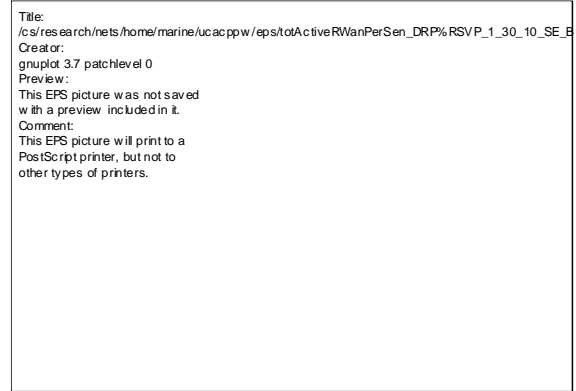 Title:
/cs/research/nets/home/marine/ucacppw/eps/totActiveRWanPerSen_DRP%RSVP_1_30_10_SE_B
Creator:
gnuplot 3.7 patchlevel 0
Preview:
This EPS picture was not saved
with a preview included in it.
Comment:
This EPS picture will print to a
PostScript printer, but not to
other types of printers.